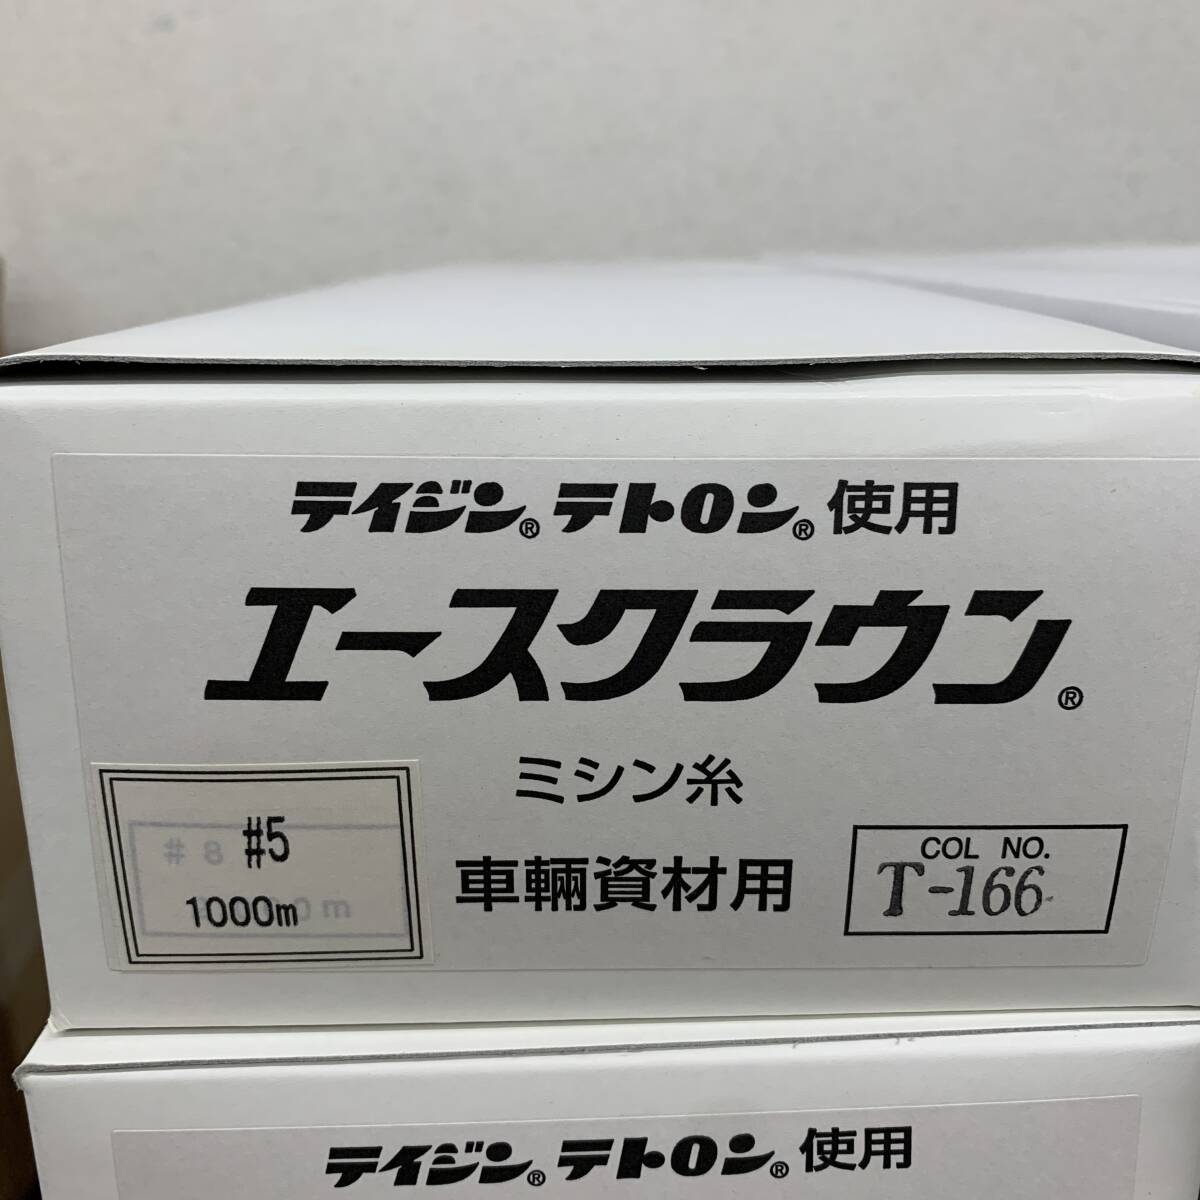 テイジン® テトロン® 使用
エースクラウン®
ミシン糸
車輛資材用
#8 #5
1000m
COL NO.
T-166
テイジン® テトロン® 使用